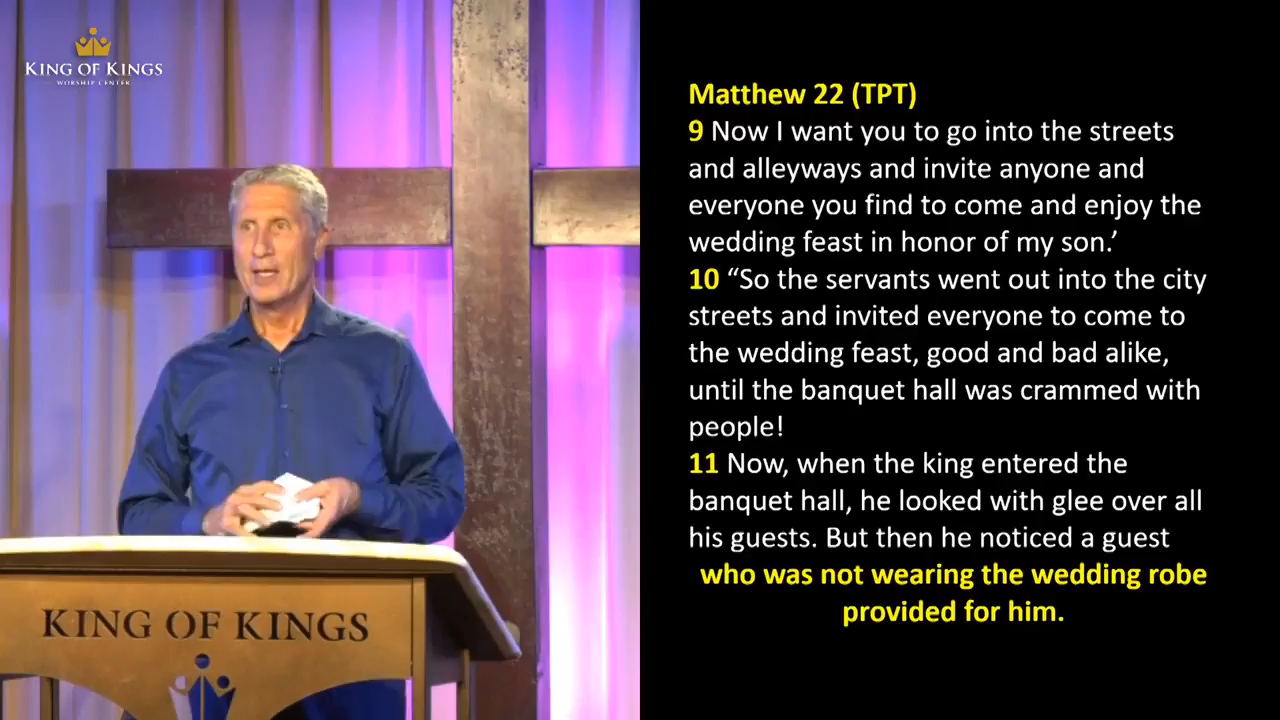 KING OF KINGS
WORSHIP CENTER
KING OF KINGS
Matthew 22 (TPT)
9 Now I want you to go into the streets
and alleyways and invite anyone and
everyone you find to come and enjoy the
wedding feast in honor of my son.’
10 “So the servants went out into the city
streets and invited everyone to come to
the wedding feast, good and bad alike,
until the banquet hall was crammed with
people!
11 Now, when the king entered the
banquet hall, he looked with glee over all
his guests. But then he noticed a guest
who was not wearing the wedding robe
provided for him.